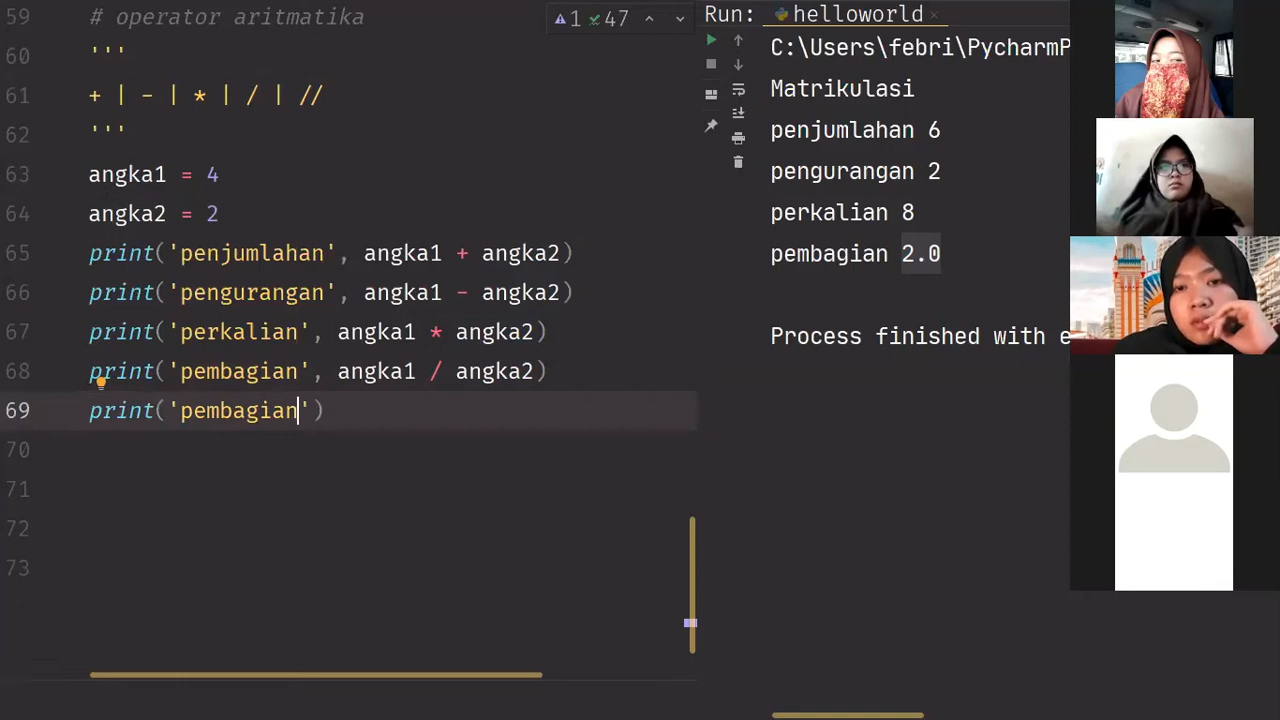 59 # operator aritmatika
1 47
60 '''
61 + | - | * | / | //
62 '''
63 angka1 = 4
64 angka2 = 2
65 print('penjumlahan', angka1 + angka2)
66 print('pengurangan', angka1 - angka2)
67 print('perkalian', angka1 * angka2)
68 print('pembagian', angka1 / angka2)
69 print('pembagian')
70
71
72
73
Run: helloworld
C:\Users\febri\PycharmP
Matrikulasi
penjumlahan 6
pengurangan 2
perkalian 8
pembagian 2.0
Process finished with e